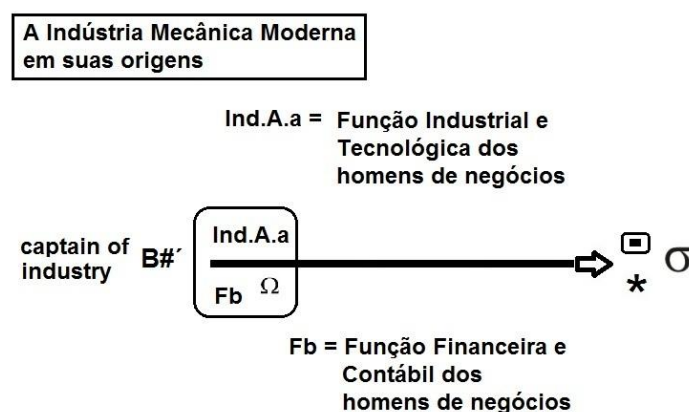 A Indústria Mecânica Moderna
em suas origens
Ind.A.a = Função Industrial e
Tecnológica dos
homens de negócios
captain of
industry
B#´
Ind.A.a
Fb Ω
* σ
Fb = Função Financeira e
Contábil dos
homens de negócios